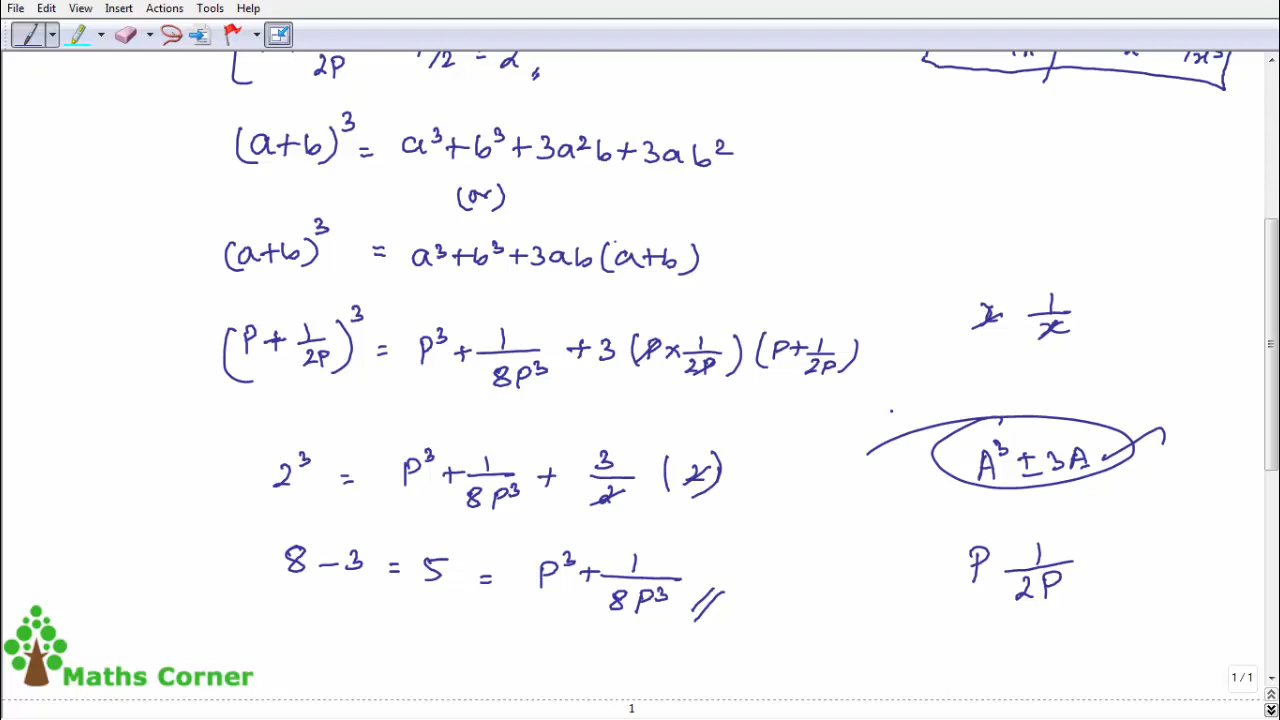 File Edit View Insert Actions Tools Help
2P 1/2 = 2,
(a+b)³ = a³+b³+3a²b+3ab²
(or)
(a+b)³ = a³+b³+3ab(a+b)
(P+1/2P)³ = P³+1/8P³ +3(P×1/2P)(P+1/2P)
x 1/x
2³ = P³+1/8P³ + 3/2 (2)
A³ ± 3A
8-3 = 5 = P³+1/8P³ //
P 1/2P
Maths Corner
1/1
1